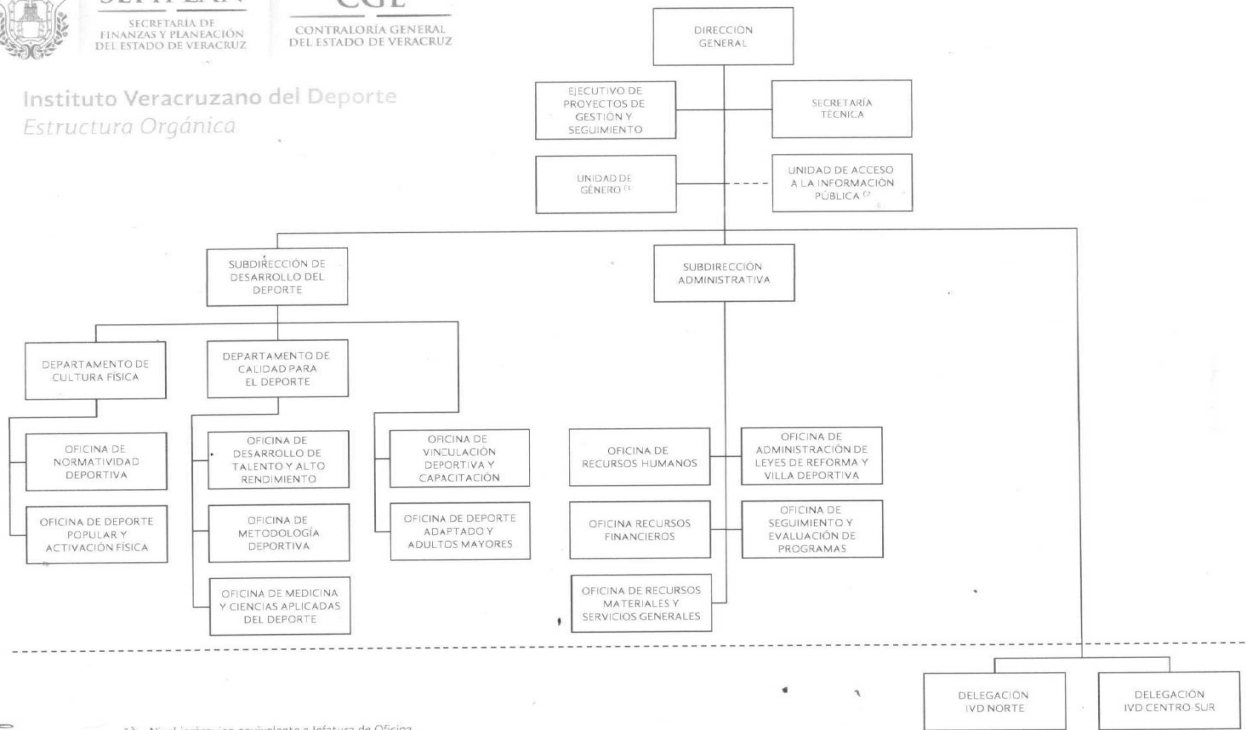 SECRETARÍA DE
FINANZAS Y PLANEACIÓN
DEL ESTADO DE VERACRUZ
CGE
CONTRALORÍA GENERAL
DEL ESTADO DE VERACRUZ
Instituto Veracruzano del Deporte
Estructura Orgánica
DIRECCIÓN
GENERAL
EJECUTIVO DE
PROYECTOS DE
GESTIÓN Y
SEGUIMIENTO
SECRETARÍA
TÉCNICA
UNIDAD DE
GÉNERO
UNIDAD DE ACCESO
A LA INFORMACIÓN
PÚBLICA
SUBDIRECCIÓN DE
DESARROLLO DEL
DEPORTE
SUBDIRECCIÓN
ADMINISTRATIVA
DEPARTAMENTO DE
CULTURA FÍSICA
DEPARTAMENTO DE
CALIDAD PARA
EL DEPORTE
OFICINA DE
NORMATIVIDAD
DEPORTIVA
OFICINA DE
DESARROLLO DE
TALENTO Y ALTO
RENDIMIENTO
OFICINA DE
VINCULACIÓN
DEPORTIVA Y
CAPACITACIÓN
OFICINA DE
RECURSOS HUMANOS
OFICINA DE
ADMINISTRACIÓN DE
LEYES DE REFORMA Y
VILLA DEPORTIVA
OFICINA DE DEPORTE
POPULAR Y
ACTIVACIÓN FÍSICA
OFICINA DE
METODOLOGÍA
DEPORTIVA
OFICINA DE DEPORTE
ADAPTADO Y
ADULTOS MAYORES
OFICINA RECURSOS
FINANCIEROS
OFICINA DE
SEGUIMIENTO Y
EVALUACIÓN DE
PROGRAMAS
OFICINA DE MEDICINA
Y CIENCIAS APLICADAS
DEL DEPORTE
OFICINA DE RECURSOS
MATERIALES Y
SERVICIOS GENERALES
DELEGACIÓN
IVD NORTE
DELEGACIÓN
IVD CENTRO-SUR
Nivel jerárquico equivalente a Jefatura de Oficina